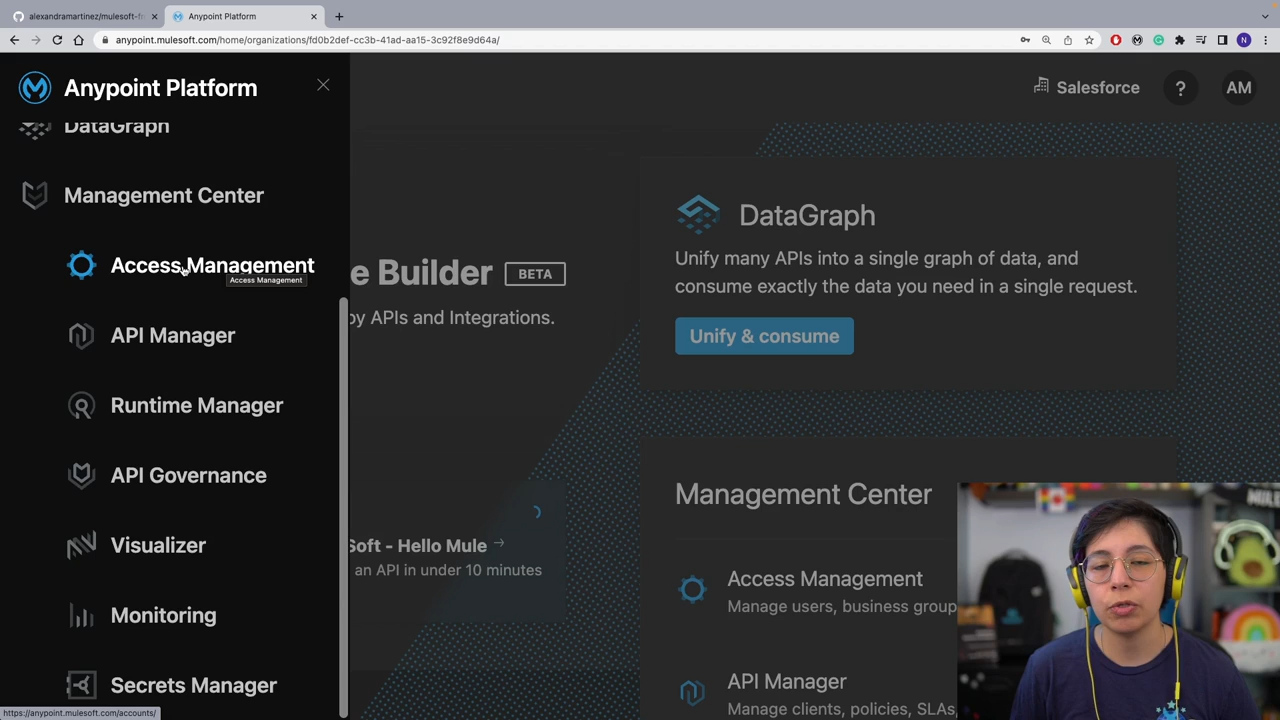 alexandramartinez/mulesoft-fr
Anypoint Platform
anypoint.mulesoft.com/home/organizations/fd0b2def-cc3b-41ad-aa15-3c92f8e9d64a/
N
Anypoint Platform
Salesforce
?
AM
DataGraph
Management Center
Access Management
Access Management
API Manager
Runtime Manager
API Governance
Visualizer
Monitoring
Secrets Manager
https://anypoint.mulesoft.com/accounts/
e Builder
BETA
by APIs and Integrations.
Soft - Hello Mule →
an API in under 10 minutes
DataGraph
Unify many APIs into a single graph of data, and
consume exactly the data you need in a single request.
Unify & consume
Management Center
Access Management
Manage users, business group
API Manager
Manage clients, policies, SLAs,